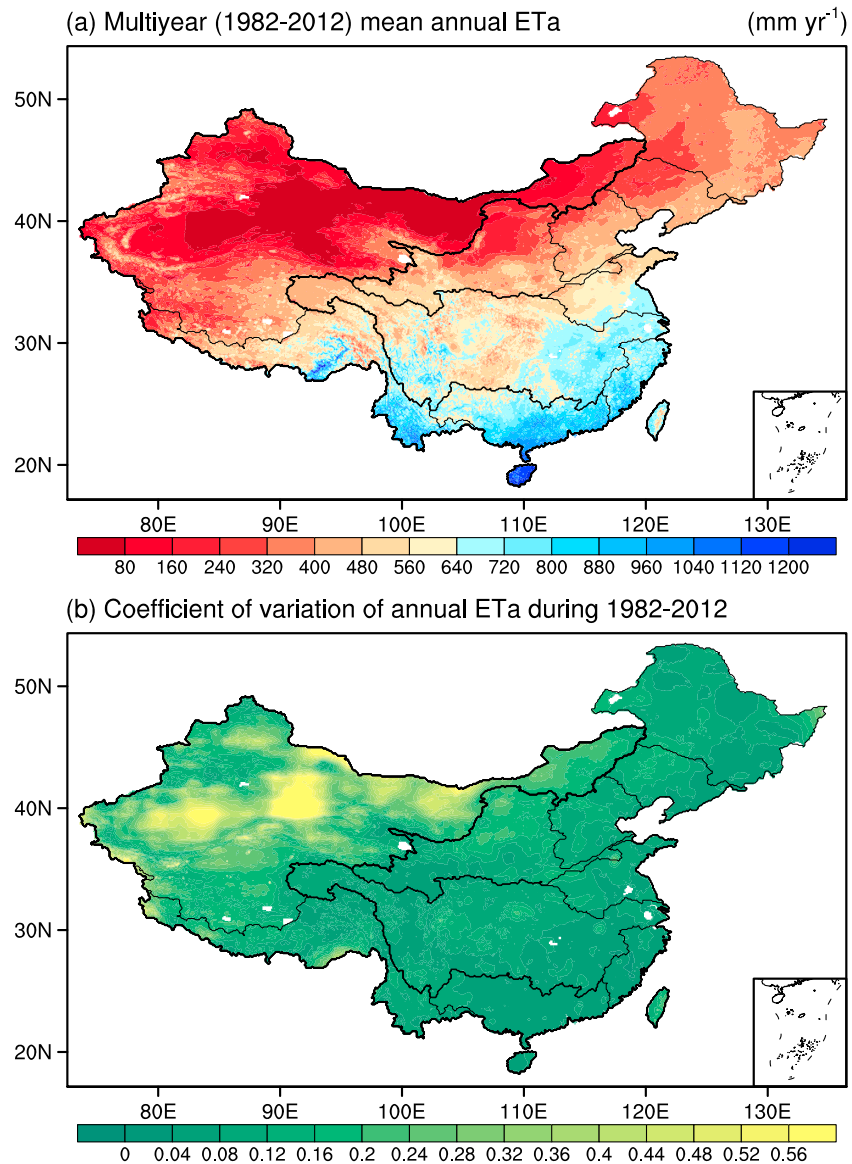 (a) Multiyear (1982-2012) mean annual ETa (mm yr⁻¹)
50N
40N
30N
20N
80E 90E 100E 110E 120E 130E
80 160 240 320 400 480 560 640 720 800 880 960 1040 1120 1200
(b) Coefficient of variation of annual ETa during 1982-2012
50N
40N
30N
20N
80E 90E 100E 110E 120E 130E
0 0.04 0.08 0.12 0.16 0.2 0.24 0.28 0.32 0.36 0.4 0.44 0.48 0.52 0.56